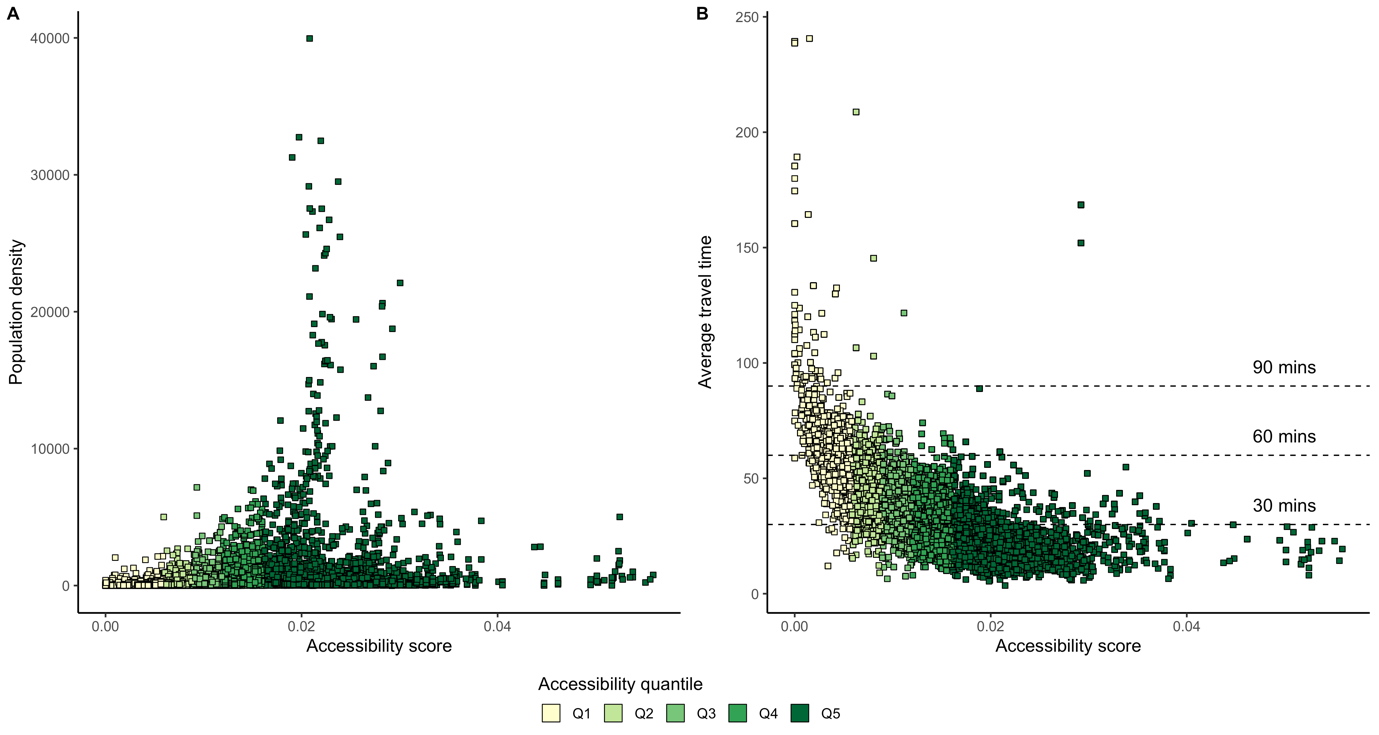 A
Population density
40000
30000
20000
10000
0
0.00 0.02 0.04
Accessibility score
B
Average travel time
250
200
150
100
50
0
90 mins
60 mins
30 mins
0.00 0.02 0.04
Accessibility score
Accessibility quantile
Q1 Q2 Q3 Q4 Q5